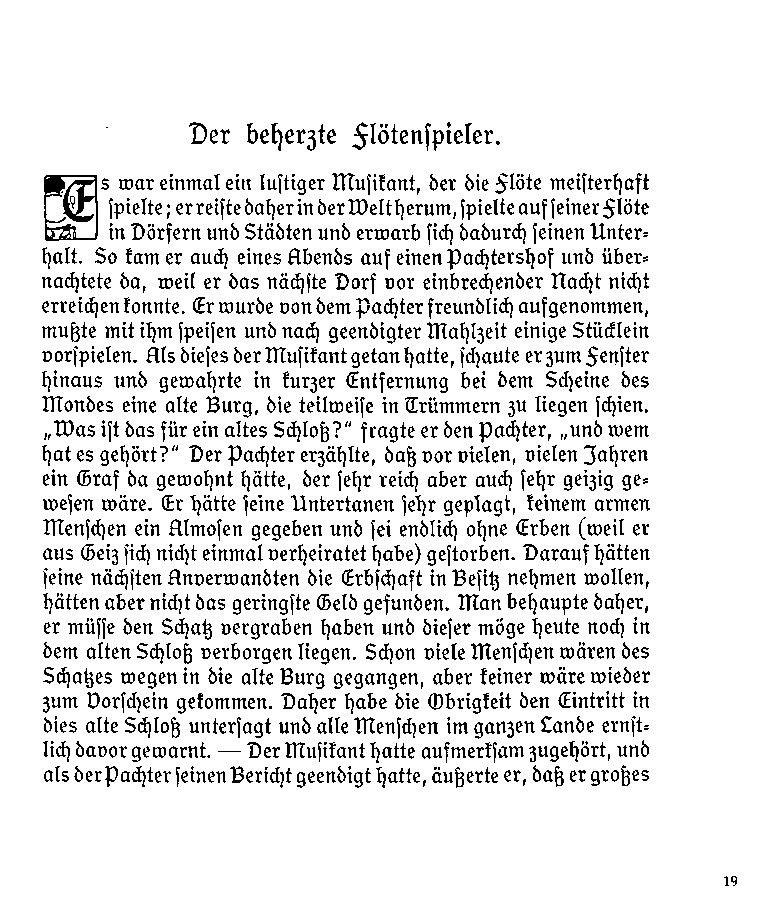 Der beherzte Flötenspieler.
Es war einmal ein lustiger Musikant, der die Flöte meisterhaft
spielte; er reiste daher in der Welt herum, spielte auf seiner Flöte
in Dörfern und Städten und erwarb sich dadurch seinen Unter-
halt. So kam er auch eines Abends auf einen Pachtershof und über-
nachtete da, weil er das nächste Dorf vor einbrechender Nacht nicht
erreichen konnte. Er wurde von dem Pachter freundlich aufgenommen,
mußte mit ihm speisen und nach geendigter Mahlzeit einige Stücklein
vorspielen. Als dieses der Musikant getan hatte, schaute er zum Fenster
hinaus und gewahrte in kurzer Entfernung bei dem Scheine des
Mondes eine alte Burg, die teilweise in Trümmern zu liegen schien.
„Was ist das für ein altes Schloß?" fragte er den Pachter, „und wem
hat es gehört?" Der Pachter erzählte, daß vor vielen, vielen Jahren
ein Graf da gewohnt hätte, der sehr reich aber auch sehr geizig ge-
wesen wäre. Er hätte seine Untertanen sehr geplagt, keinem armen
Menschen ein Almosen gegeben und sei endlich ohne Erben (weil er
aus Geiz sich nicht einmal verheiratet habe) gestorben. Darauf hätten
seine nächsten Anverwandten die Erbschaft in Besitz nehmen wollen,
hätten aber nicht das geringste Geld gefunden. Man behaupte daher,
er müsse den Schatz vergraben haben und dieser möge heute noch in
dem alten Schloß verborgen liegen. Schon viele Menschen wären des
Schatzes wegen in die alte Burg gegangen, aber keiner wäre wieder
zum Vorschein gekommen. Daher habe die Obrigkeit den Eintritt in
dies alte Schloß untersagt und alle Menschen im ganzen Lande ernst-
lich davor gewarnt. — Der Musikant hatte aufmerksam zugehört, und
als der Pachter seinen Bericht geendigt hatte, äußerte er, daß er großes
19